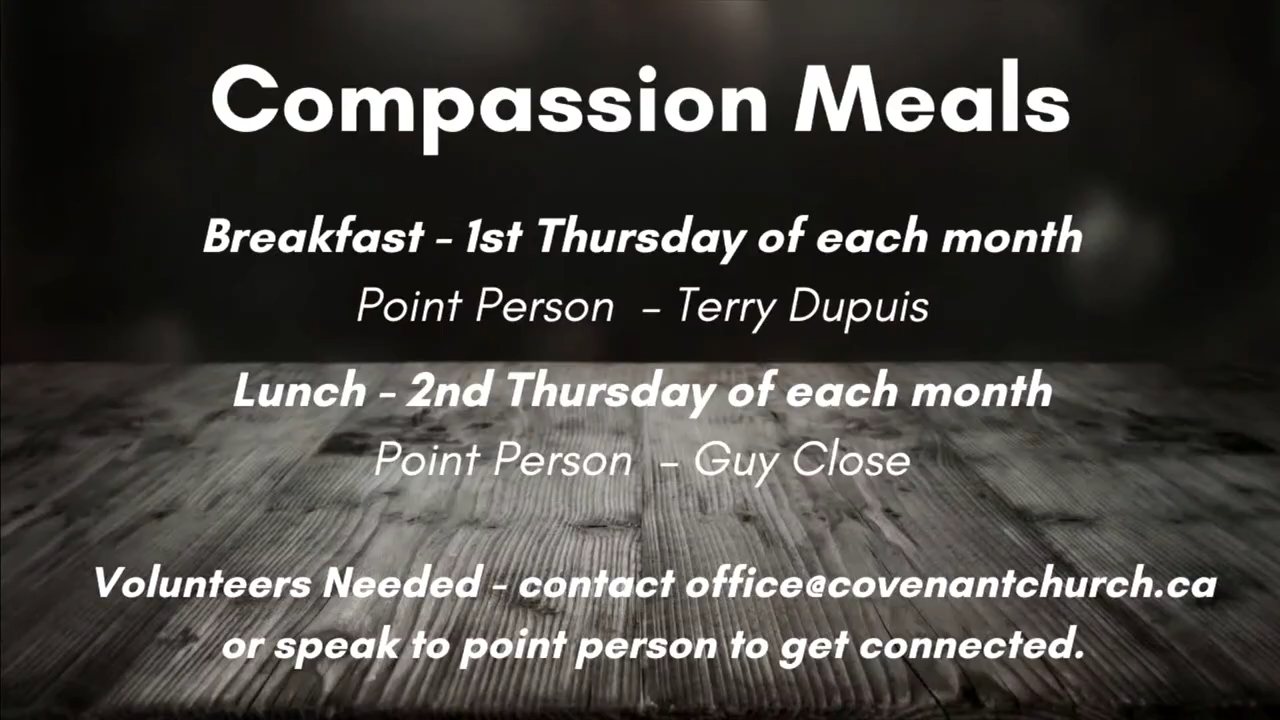 Compassion Meals
Breakfast - 1st Thursday of each month
Point Person - Terry Dupuis
Lunch - 2nd Thursday of each month
Point Person - Guy Close
Volunteers Needed - contact office@covenantchurch.ca
or speak to point person to get connected.